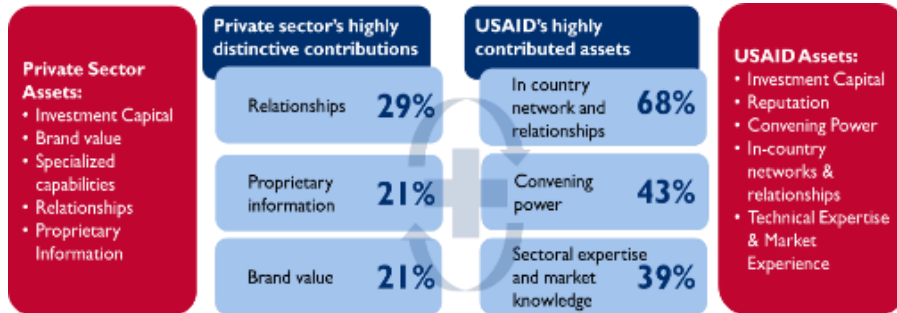 Private Sector
Assets:
• Investment Capital
• Brand value
• Specialized
capabilities
• Relationships
• Proprietary
Information
Private sector's highly
distinctive contributions
Relationships 29%
Proprietary
information 21%
Brand value 21%
USAID's highly
contributed assets
In country
network and
relationships 68%
Convening
power 43%
Sectoral expertise
and market
knowledge 39%
USAID Assets:
• Investment Capital
• Reputation
• Convening Power
• In-country
networks &
relationships
• Technical Expertise
& Market
Experience